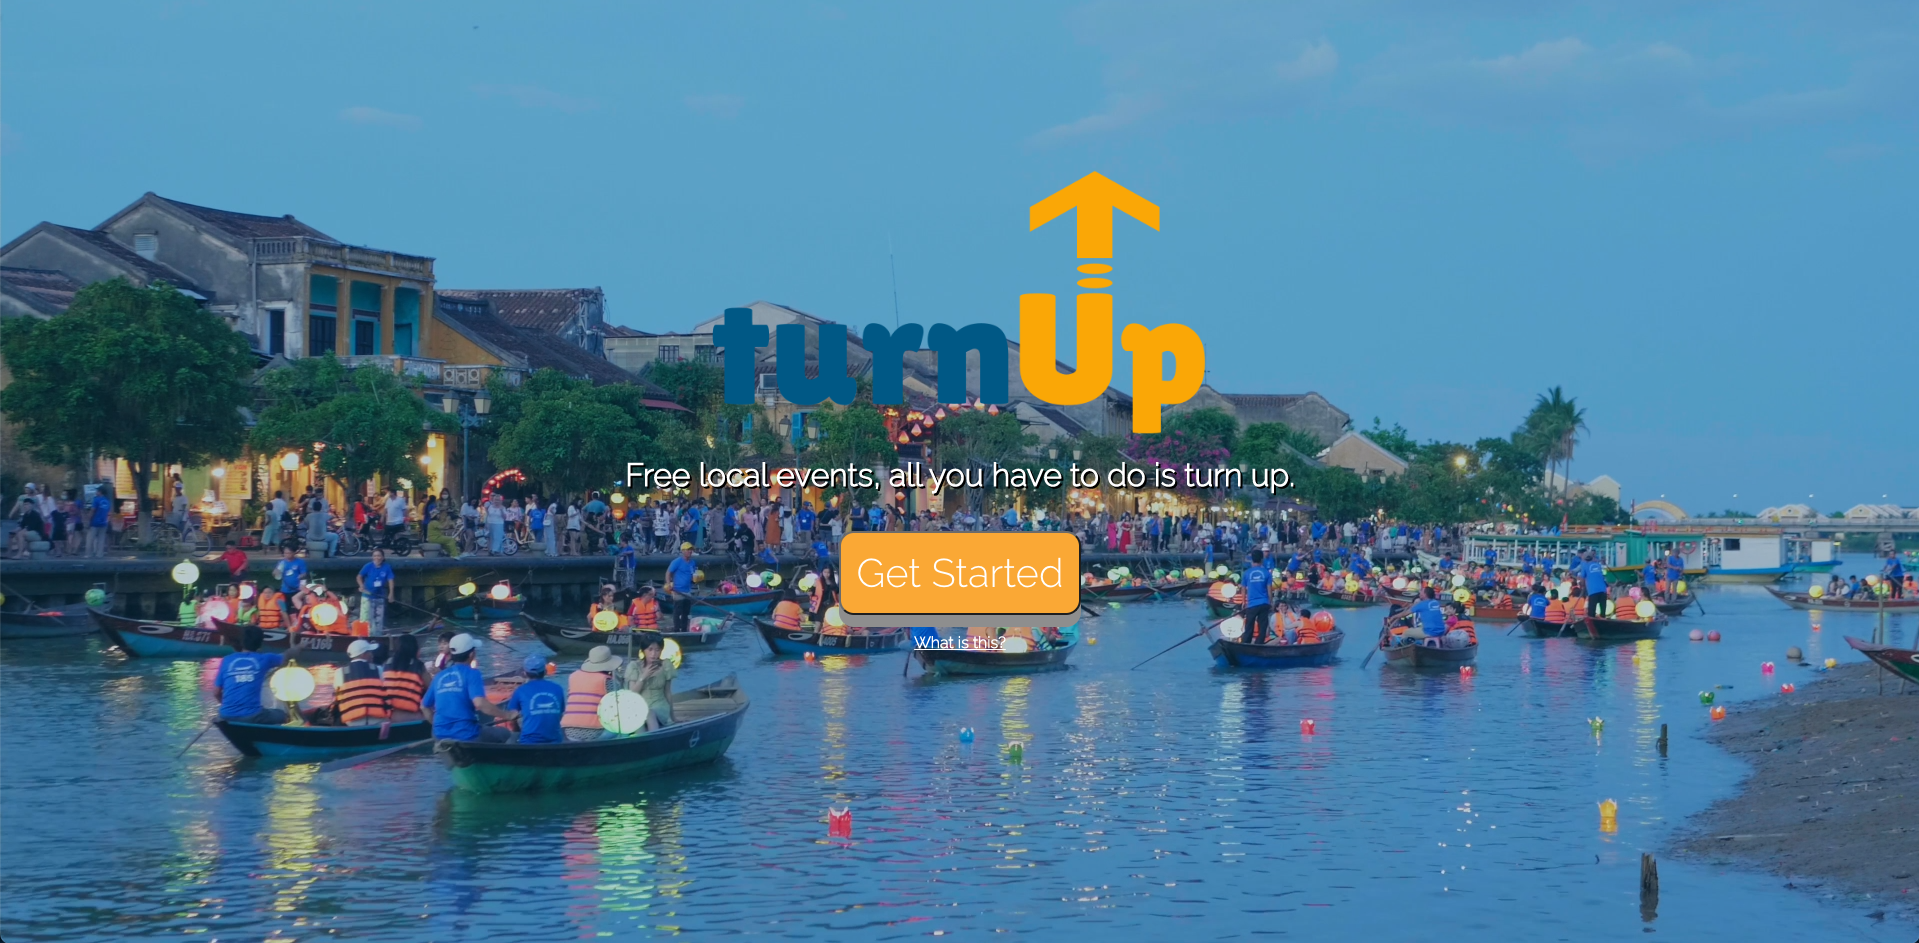 turnUp
Free local events, all you have to do is turn up.
Get Started
What is this?